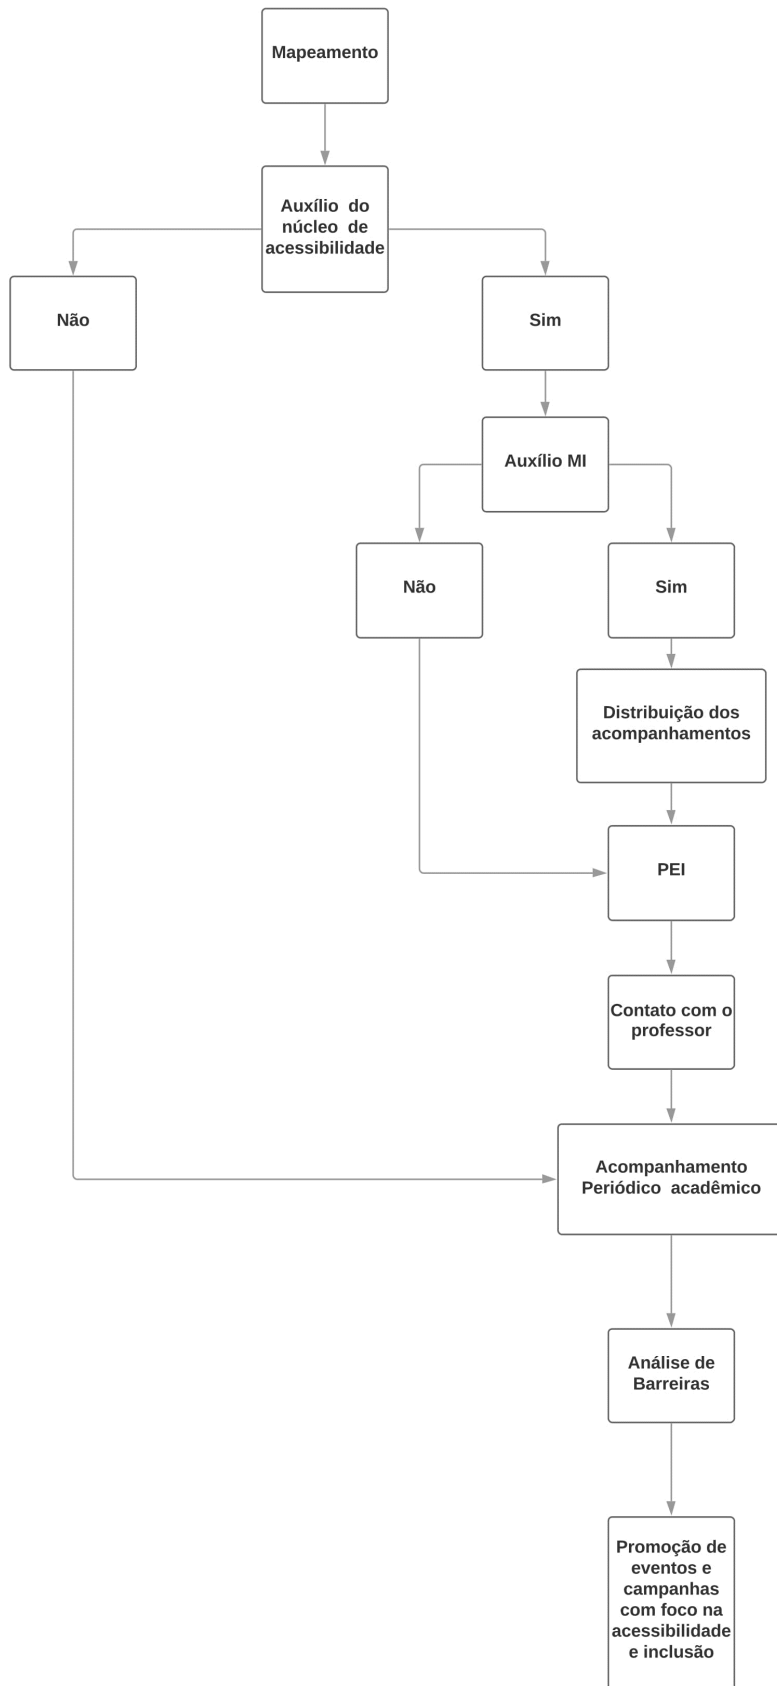 Mapeamento
Auxílio do
núcleo de
acessibilidade
Não
Sim
Auxílio MI
Não
Sim
Distribuição dos
acompanhamentos
PEI
Contato com o
professor
Acompanhamento
Periódico acadêmico
Análise de
Barreiras
Promoção de
eventos e
campanhas
com foco na
acessibilidade
e inclusão